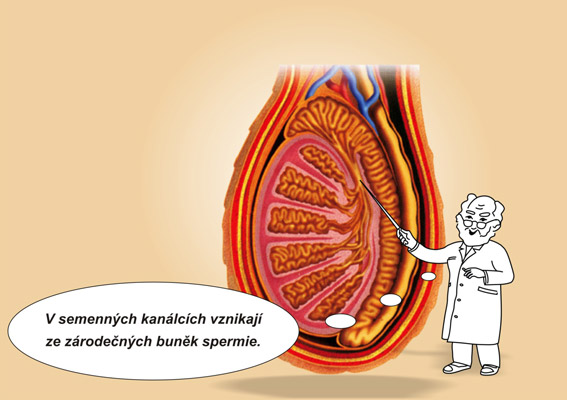 V semenných kanálcích vznikají
ze zárodečných buněk spermie.